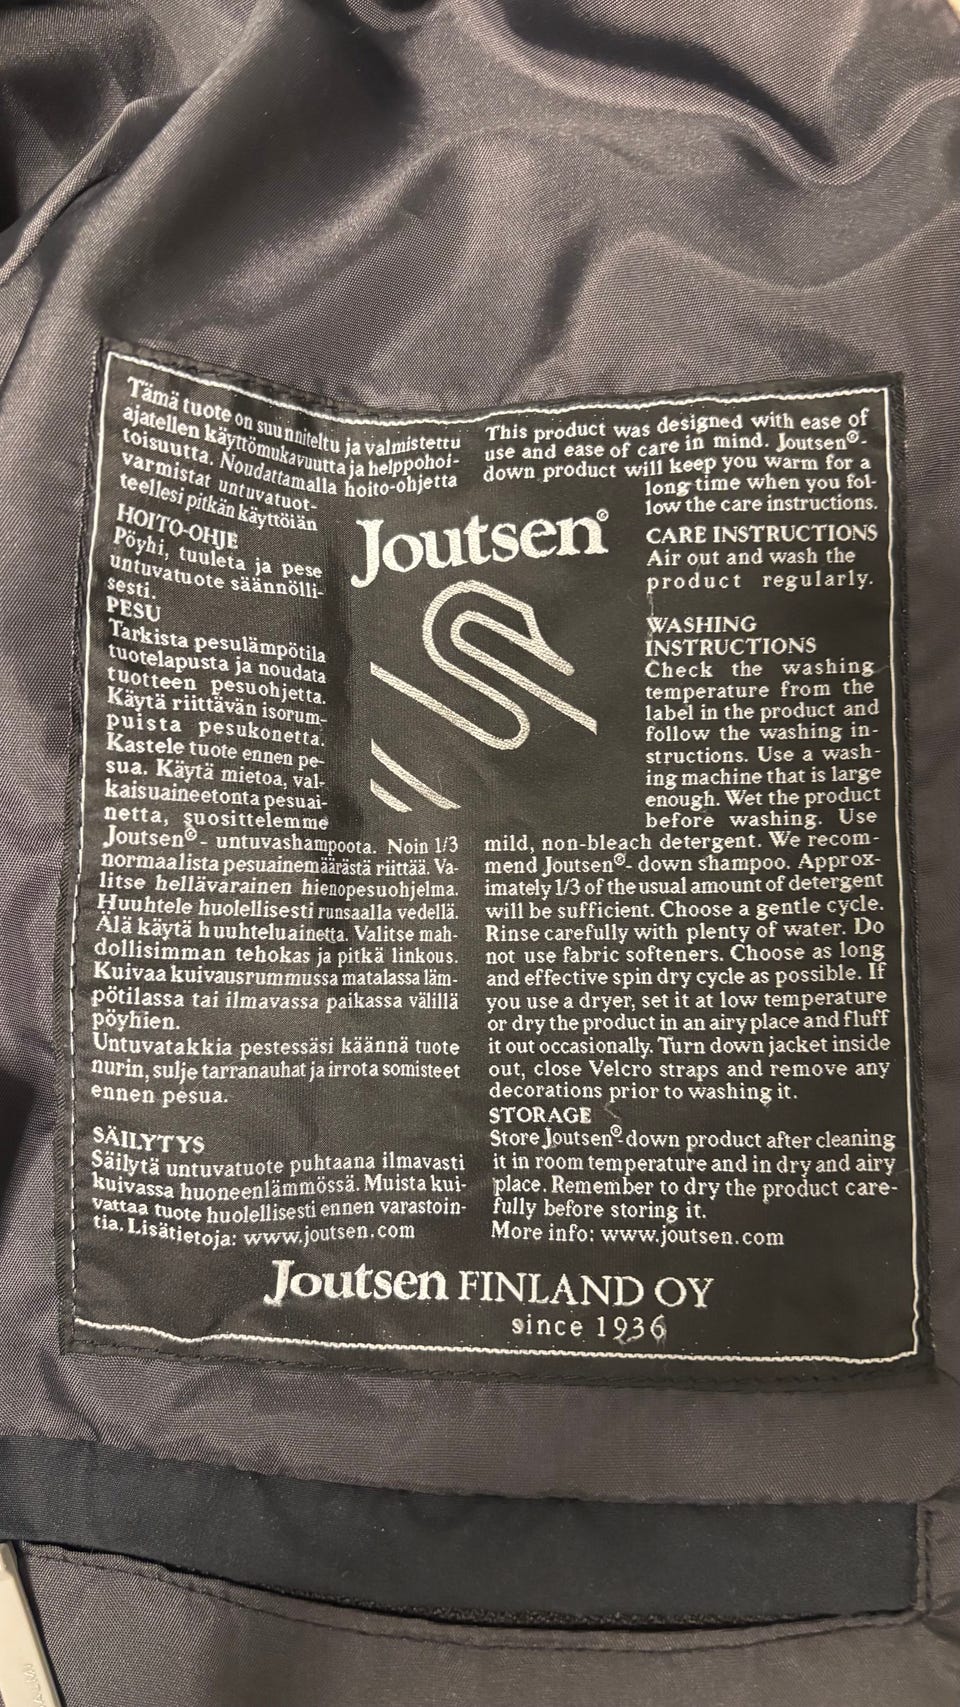 Tämä tuote on suunniteltu ja valmistettu
ajatellen käyttömukavuutta ja helppohoi-
toisuutta. Noudattamalla hoito-ohjetta
varmistat untuvatuot-
teellesi pitkän käyttöiän
HOITO-OHJE
Pöyhi, tuuleta ja pese
untuvatuote säännölli-
sesti.
PESU
Tarkista pesulämpötila
tuotelapusta ja noudata
tuotteen pesuohjetta.
Käytä riittävän isorum-
puista pesukonetta.
Kastele tuote ennen pe-
sua. Käytä mietoa, val-
kaisuaineetonta pesuai-
netta, suosittelemme
Joutsen©- untuvashampoota. Noin 1/3
normaalista pesuainemäärästä riittää. Va-
litse hellävarainen hienopesuohjelma.
Huuhtele huolellisesti runsaalla vedellä.
Älä käytä huuhteluainetta. Valitse mah-
dollisimman tehokas ja pitkä linkous.
Kuivaa kuivausrummussa matalassa läm-
pötilassa tai ilmavassa paikassa välillä
pöyhien.
Untuvatakkia pestessäsi käännä tuote
nurin, sulje tarranauhat ja irrota somisteet
ennen pesua.
SÄILYTYS
Säilytä untuvatuote puhtaana ilmavasti
kuivassa huoneenlämmössä. Muista kui-
vattaa tuote huolellisesti ennen varastoin-
tia. Lisätietoja: www.joutsen.com
Joutsen©
This product was designed with ease of
use and ease of care in mind. Joutsen©-
down product will keep you warm for a
long time when you fol-
low the care instructions.
CARE INSTRUCTIONS
Air out and wash the
product regularly.
WASHING
INSTRUCTIONS
Check the washing
temperature from the
label in the product and
follow the washing in-
structions. Use a wash-
ing machine that is large
enough. Wet the product
before washing. Use
mild, non-bleach detergent. We recom-
mend Joutsen©- down shampoo. Approx-
imately 1/3 of the usual amount of detergent
will be sufficient. Choose a gentle cycle.
Rinse carefully with plenty of water. Do
not use fabric softeners. Choose as long
and effective spin dry cycle as possible. If
you use a dryer, set it at low temperature
or dry the product in an airy place and fluff
it out occasionally. Turn down jacket inside
out, close Velcro straps and remove any
decorations prior to washing it.
STORAGE
Store Joutsen©-down product after cleaning
it in room temperature and in dry and airy
place. Remember to dry the product care-
fully before storing it.
More info: www.joutsen.com
Joutsen FINLAND OY
since 1936